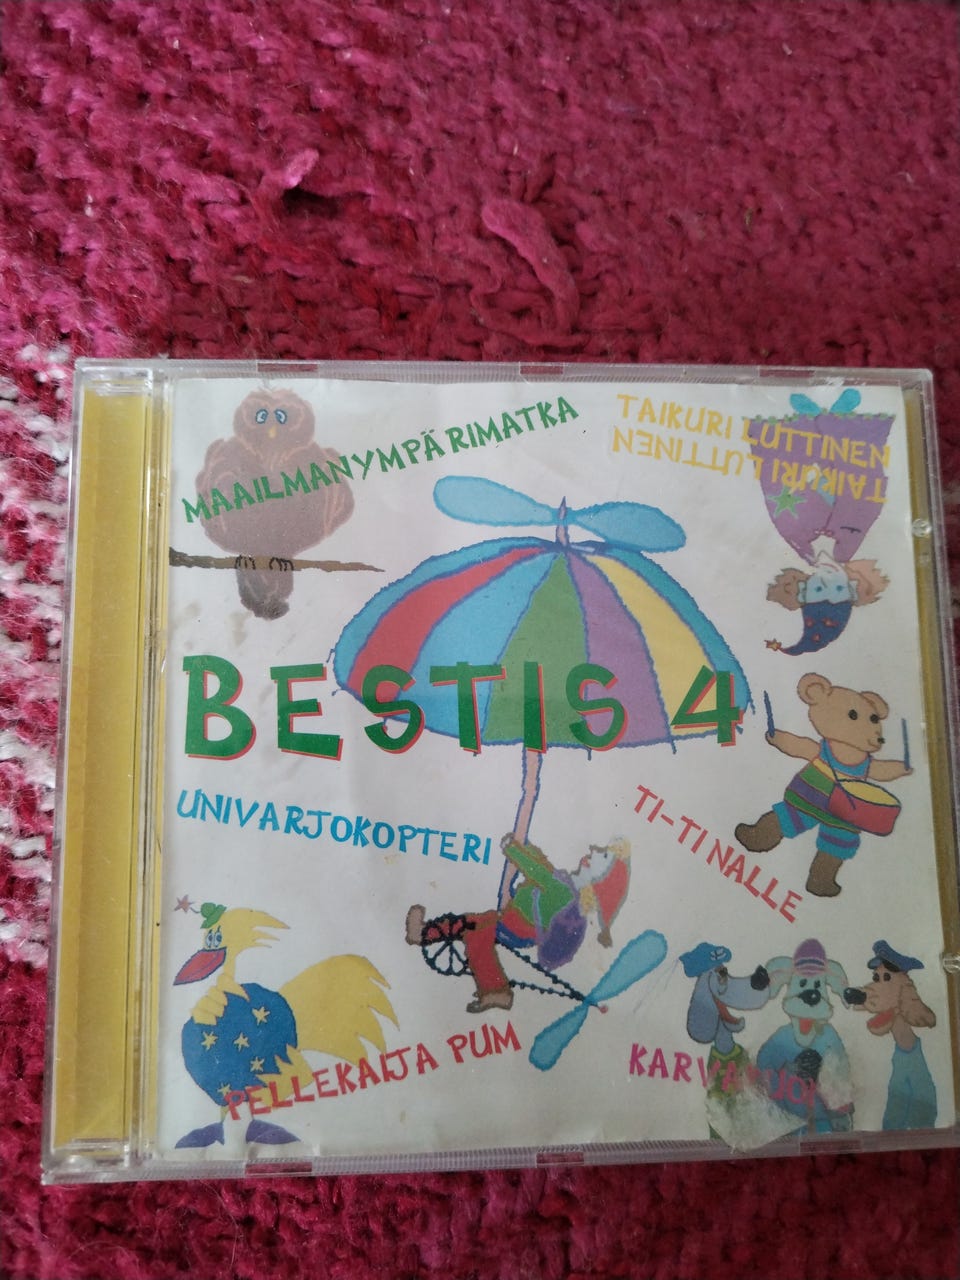 MAAILMANYMPÄRIMATKA
TAIKURI LUTTINEN
TAIKURI LUTTINEN
BESTIS 4
UNIVARJOKOPTERI
TI-TI NALLE
PELLEKAIJA PUM